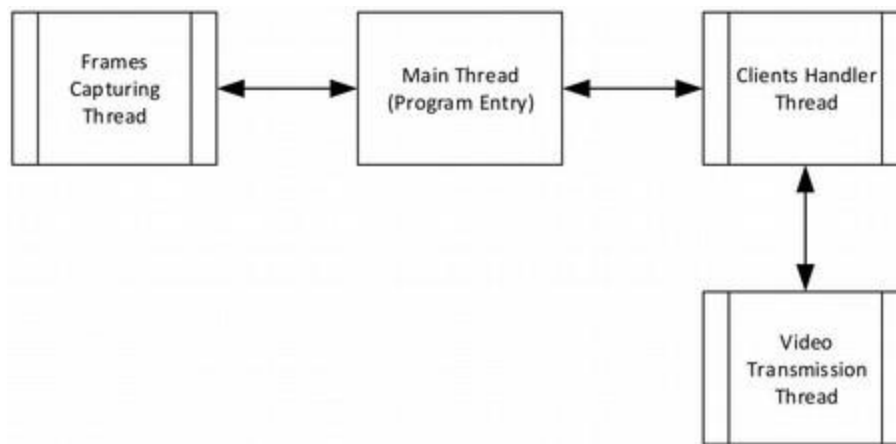 Frames
Capturing
Thread
Main Thread
(Program Entry)
Clients Handler
Thread
Video
Transmission
Thread